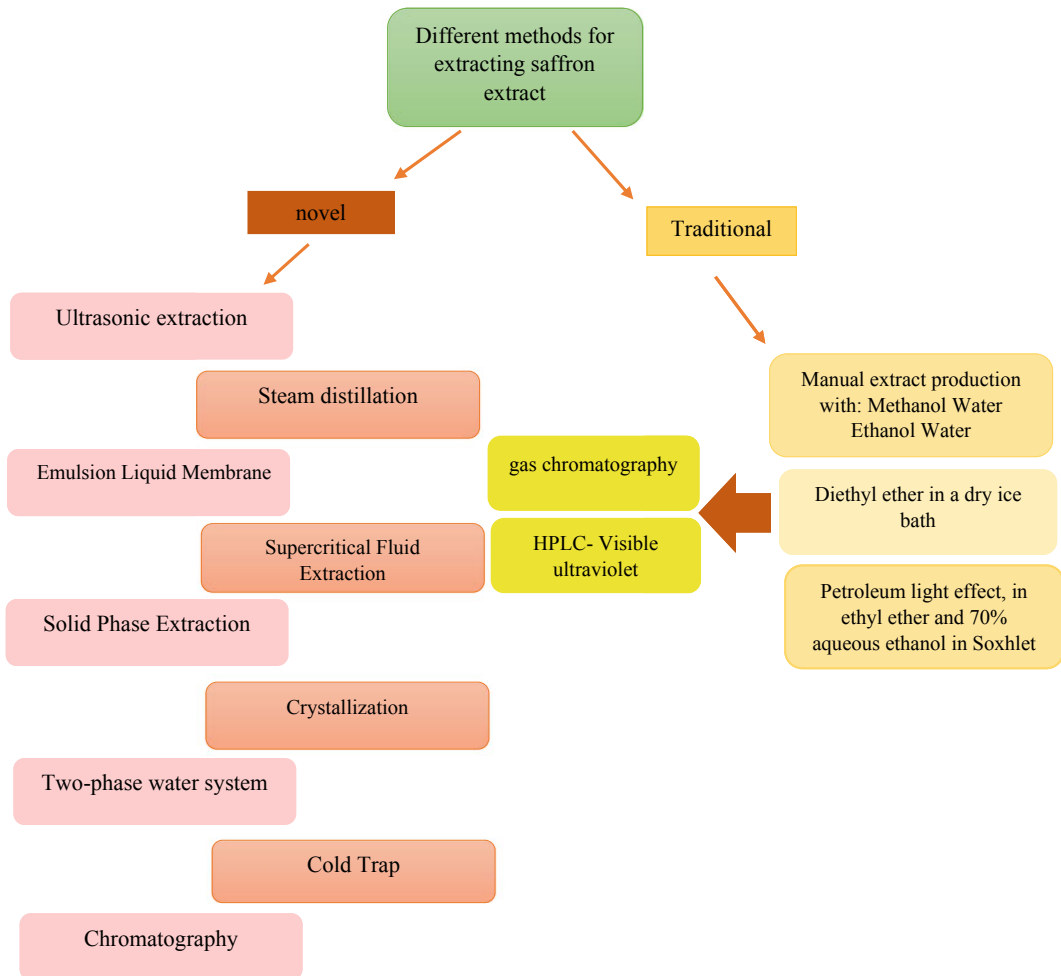 Different methods for
extracting saffron
extract
novel
Traditional
Ultrasonic extraction
Steam distillation
Emulsion Liquid Membrane
Supercritical Fluid
Extraction
Solid Phase Extraction
Crystallization
Two-phase water system
Cold Trap
Chromatography
gas chromatography
HPLC- Visible
ultraviolet
Manual extract production
with: Methanol Water
Ethanol Water
Diethyl ether in a dry ice
bath
Petroleum light effect, in
ethyl ether and 70%
aqueous ethanol in Soxhlet